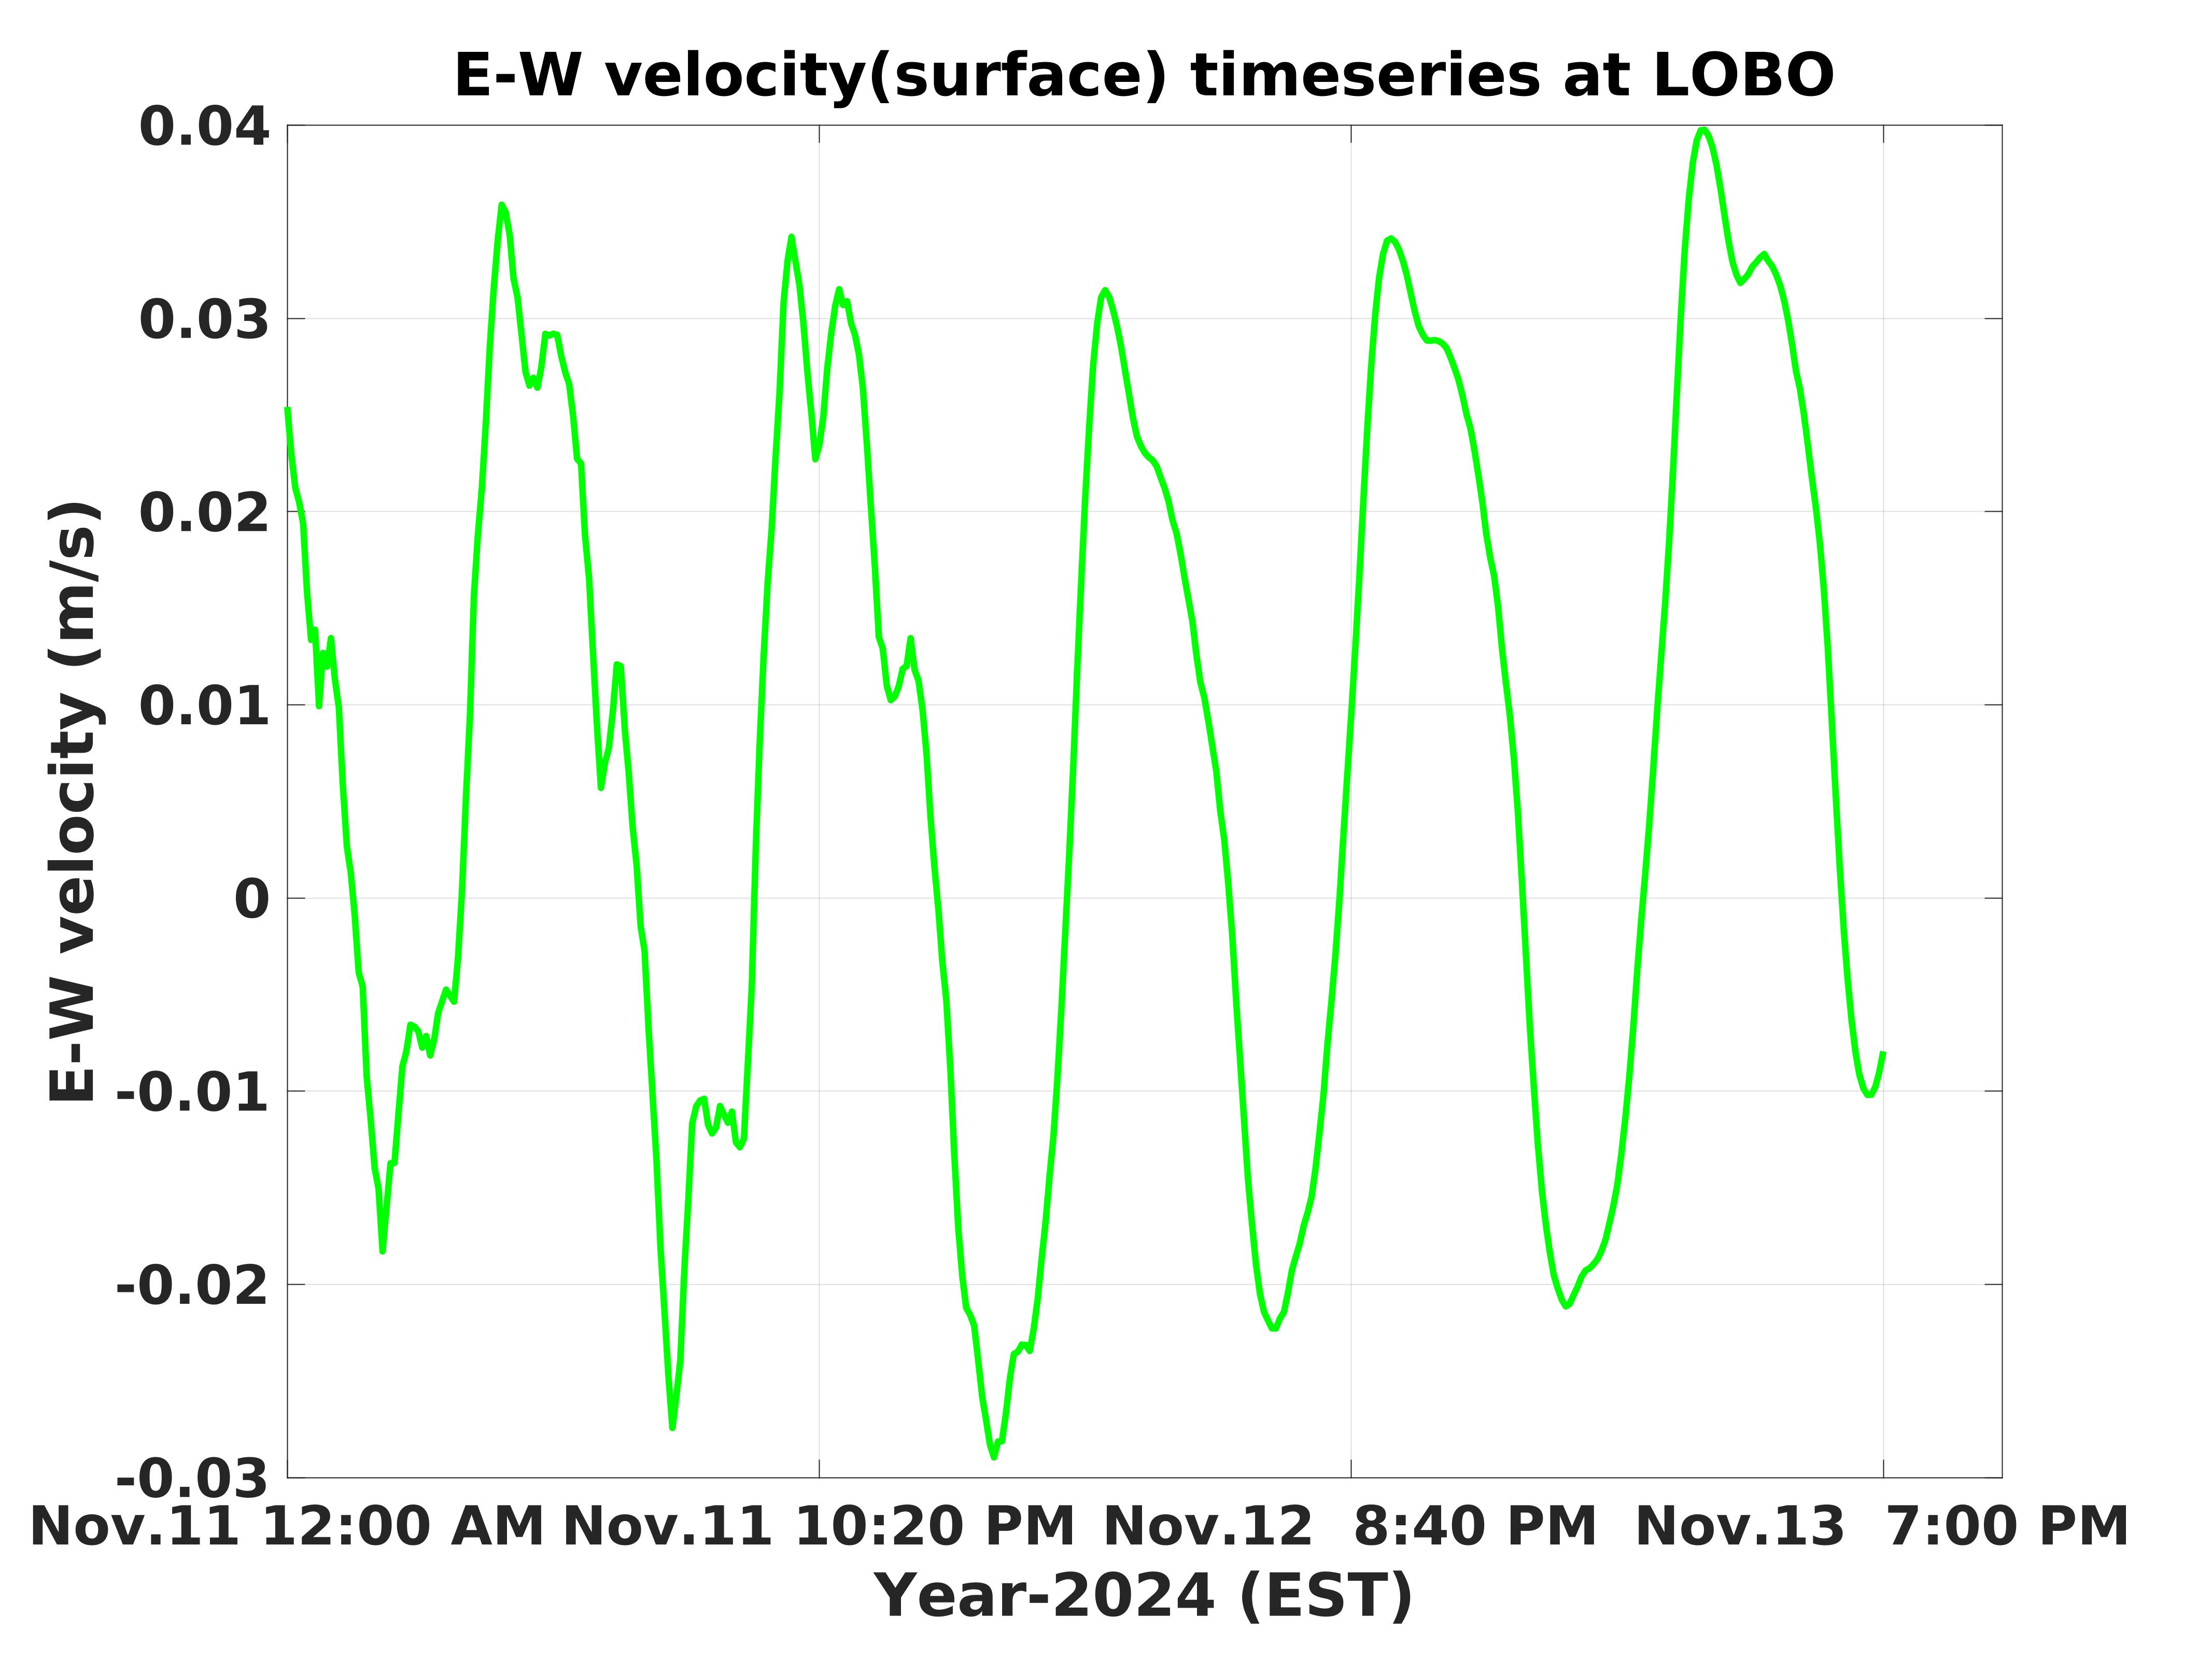 E-W velocity(surface) timeseries at LOBO
E-W velocity (m/s)
0.04
0.03
0.02
0.01
0
-0.01
-0.02
-0.03
Nov.11 12:00 AM Nov.11 10:20 PM Nov.12 8:40 PM Nov.13 7:00 PM
Year-2024 (EST)